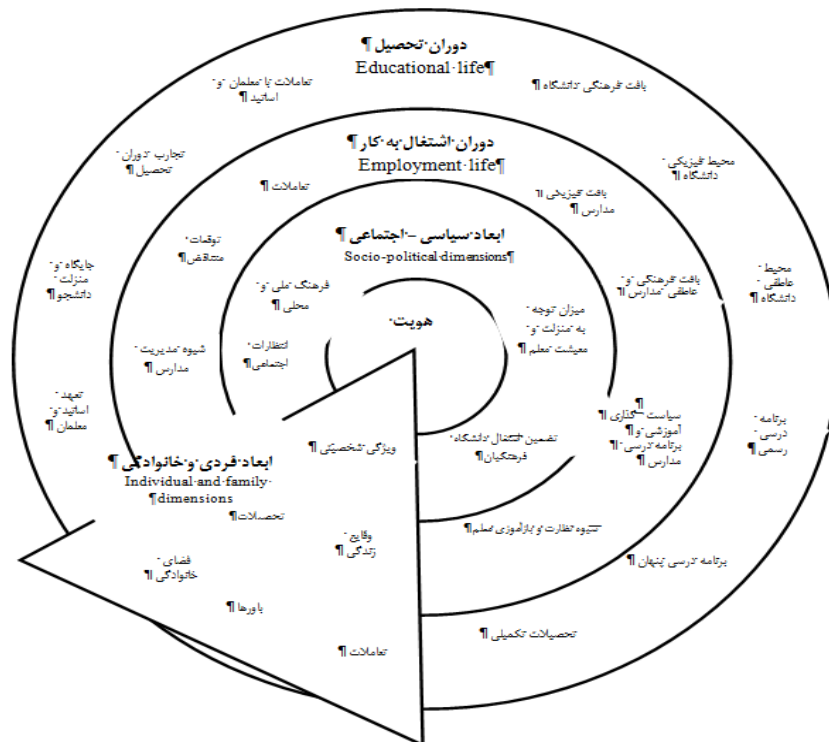 دوران تحصیل
Educational life
تعاملات با معلمان و
اساتید
بافت فرهنگی دانشگاه
تجارب دوران
تحصیل
محیط فیزیکی
دانشگاه
جایگاه و
منزلت
دانشجو
محیط
عاطفی
دانشگاه
تعهد
اساتید و
معلمان
برنامه
درسی
رسمی
برنامه درسی پنهان
تحصیلات تکمیلی
دوران اشتغال به کار
Employment life
تعاملات
بافت فیزیکی
مدارس
توقعات
متناقض
بافت فرهنگی و
عاطفی مدارس
شیوه مدیریت
مدارس
سیاست گذاری
آموزشی و
برنامه درسی
مدارس
شیوه نظارت و بازآموزی معلم
ابعاد سیاسی – اجتماعی
Socio-political dimensions
فرهنگ ملی و
محلی
میزان توجه
به منزلت و
معیشت معلم
انتظارات
اجتماعی
تضمین اشتغال دانشگاه
فرهنگیان
هویت
ابعاد فردی و خانوادگی
Individual and family
dimensions
ویژگی شخصیتی
تحصیلات
وقایع
زندگی
فضای
خانوادگی
باورها
تعاملات